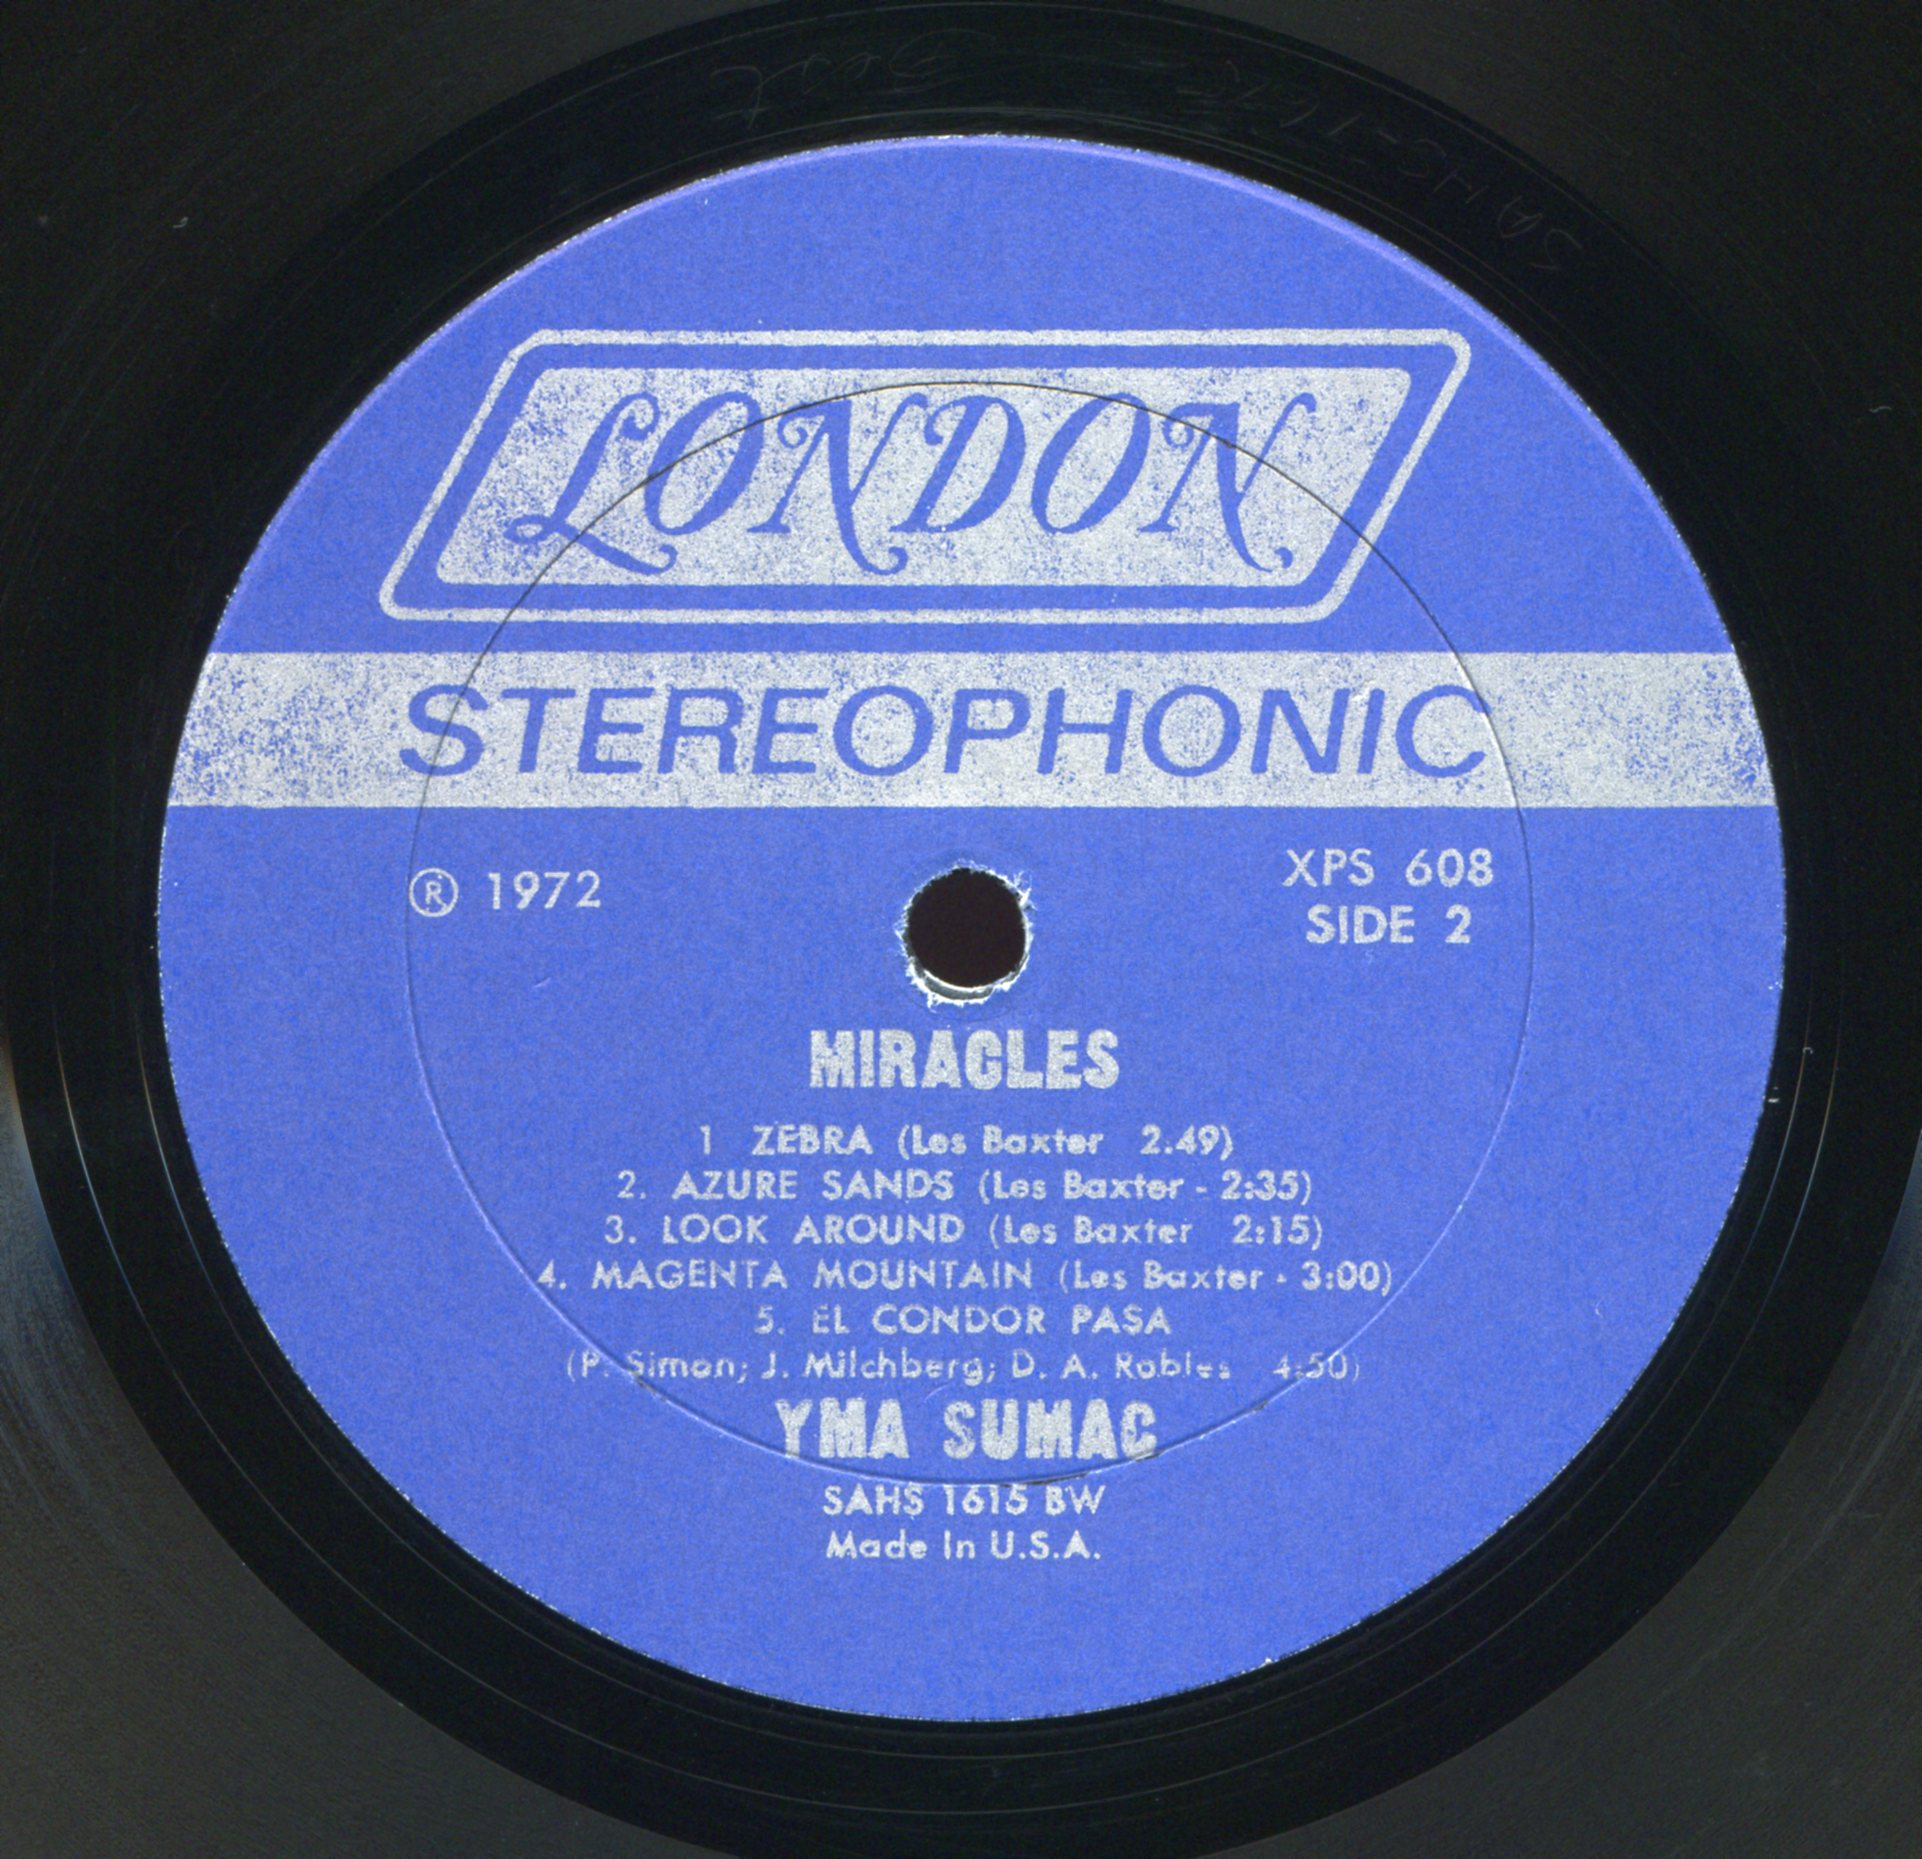 LONDON
STEREOPHONIC
® 1972
XPS 608
SIDE 2
MIRACLES
1 ZEBRA (Les Baxter 2.49)
2. AZURE SANDS (Les Baxter - 2:35)
3. LOOK AROUND (Les Baxter 2:15)
4. MAGENTA MOUNTAIN (Les Baxter - 3:00)
5. EL CONDOR PASA
(P. Simon; J. Milchberg; D. A. Robles 4:50)
YMA SUMAC
SAHS 1615 BW
Made In U.S.A.